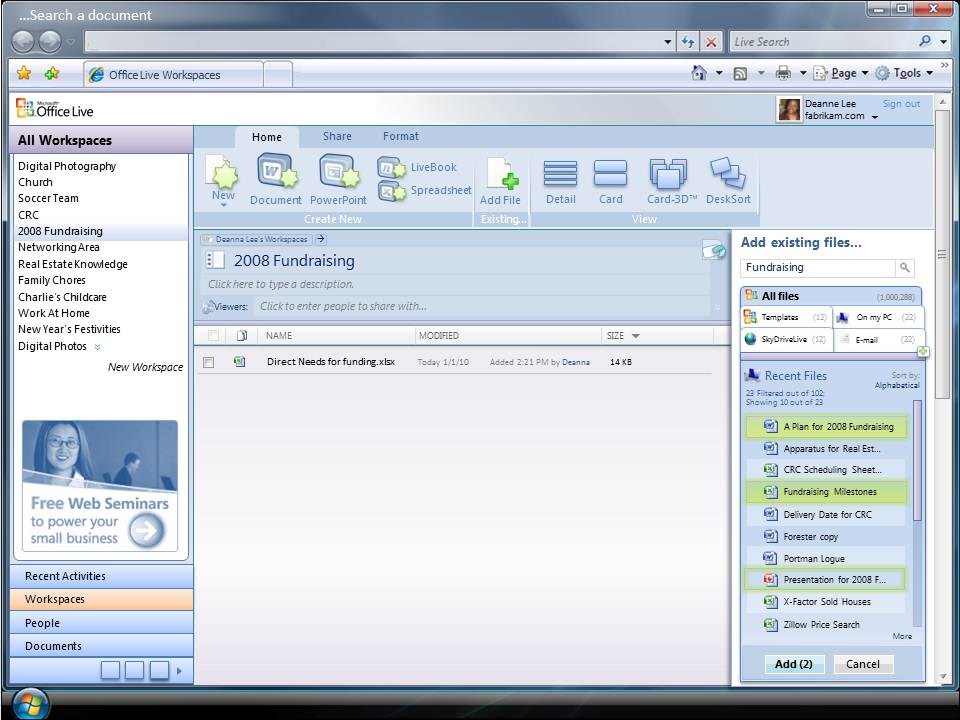 ...Search a document
Live Search
Office Live Workspaces
Page
Tools
Microsoft®
Office Live
Deanne Lee
fabrikam.com
Sign out
All Workspaces
Digital Photography
Church
Soccer Team
CRC
2008 Fundraising
Networking Area
Real Estate Knowledge
Family Chores
Charlie's Childcare
Work At Home
New Year's Festivities
Digital Photos
New Workspace
Free Web Seminars
to power your
small business
Recent Activities
Workspaces
People
Documents
Home Share Format
New
Document
PowerPoint
LiveBook
Spreadsheet
Create New
Add File
Existing...
Detail
Card
Card-3D™
DeskSort
View
Deanna Lee's Workspaces
2008 Fundraising
Click here to type a description.
Viewers: Click to enter people to share with...
NAME MODIFIED SIZE
Direct Needs for funding.xlsx Today 1/1/10 Added 2:21 PM by Deanna 14 KB
Add existing files...
Fundraising
All files (1,000,288)
Templates (12) On my PC (22)
SkyDriveLive (12) E-mail (22)
Recent Files
Sort by:
Alphabetical
23 Filtered out of 102;
Showing 10 out of 23
A Plan for 2008 Fundraising
Apparatus for Real Est...
CRC Scheduling Sheet...
Fundraising Milestones
Delivery Date for CRC
Forester copy
Portman Logue
Presentation for 2008 F...
X-Factor Sold Houses
Zillow Price Search
More
Add (2) Cancel